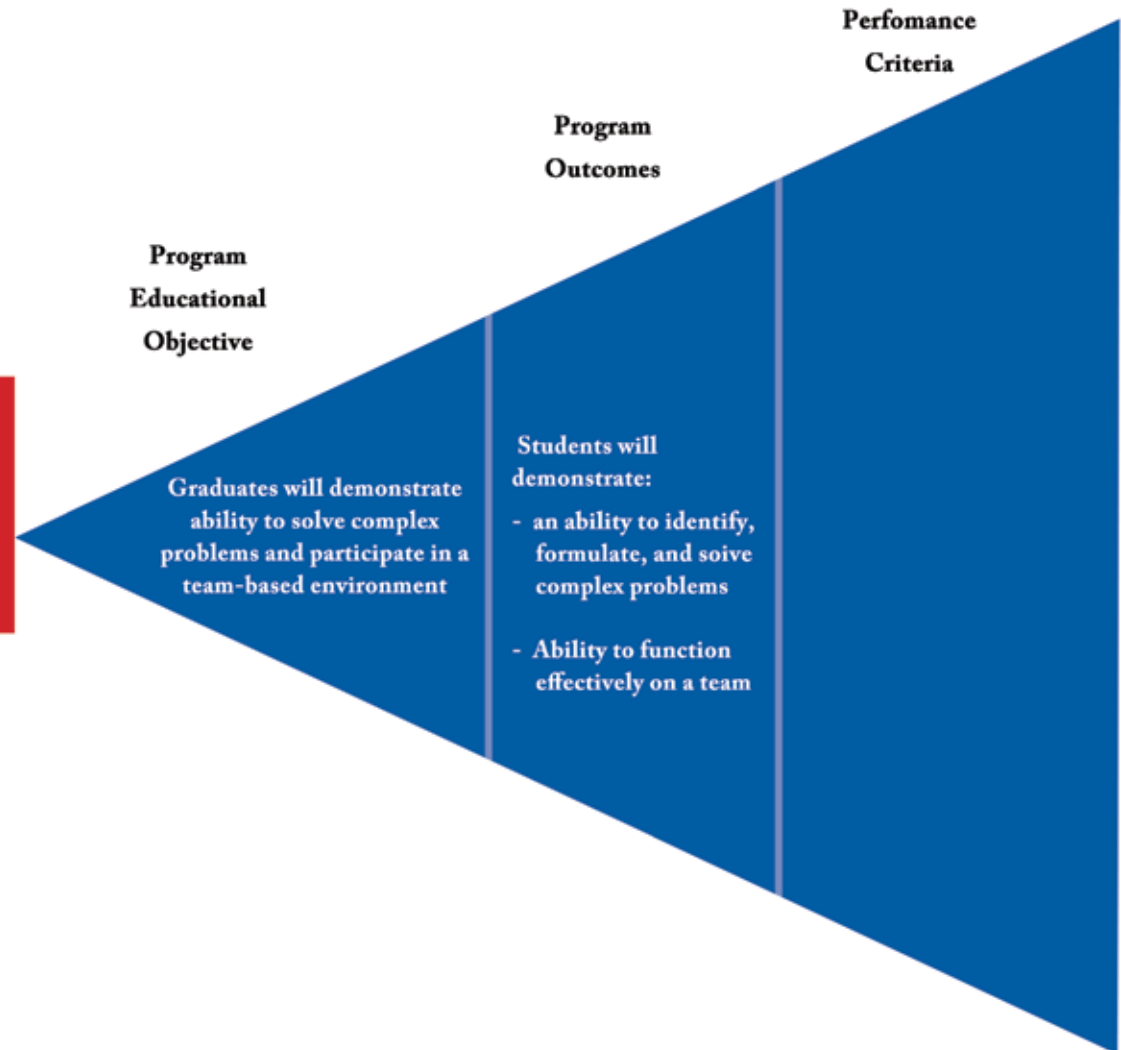 Perfomance
Criteria
Program
Outcomes
Program
Educational
Objective
Graduates will demonstrate
ability to solve complex
problems and participate in a
team-based environment
Students will
demonstrate:
- an ability to identify,
formulate, and soive
complex problems
- Ability to function
effectively on a team